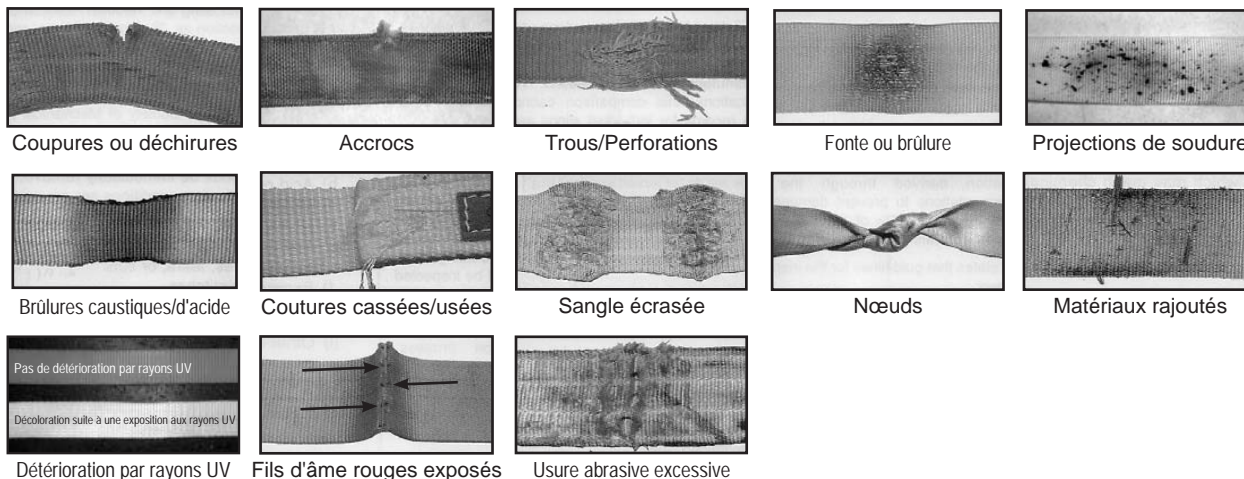 Coupures ou déchirures
Accrocs
Trous/Perforations
Fonte ou brûlure
Projections de soudure
Brûlures caustiques/d'acide
Coutures cassées/usées
Sangle écrasée
Nœuds
Matériaux rajoutés
Pas de détérioration par rayons UV
Décoloration suite à une exposition aux rayons UV
Détérioration par rayons UV
Fils d'âme rouges exposés
Usure abrasive excessive